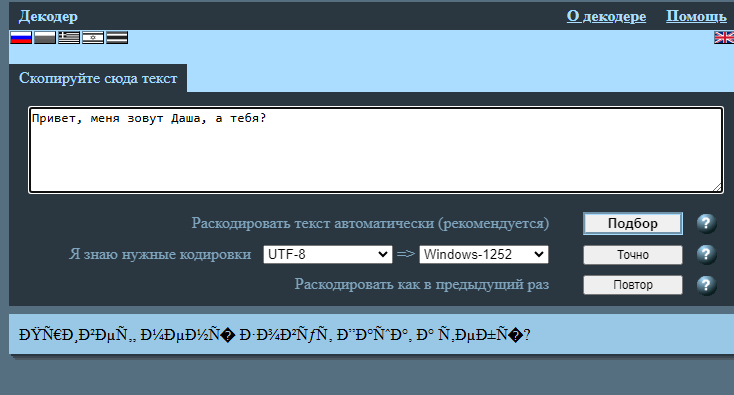 Декодер О декодере Помощь
Скопируйте сюда текст
Привет, меня зовут Даша, а тебя?
Раскодировать текст автоматически (рекомендуется) Подбор ?
Я знаю нужные кодировки UTF-8 => Windows-1252 Точно ?
Раскодировать как в предыдущий раз Повтор ?
ÐŸÑ€Ð¸Ð²ÐµÑ‚, Ð¼ÐµÐ½Ñ� Ð·Ð¾Ð²ÑƒÑ‚ Ð”Ð°ÑˆÐ°, Ð° Ñ‚ÐµÐ±Ñ�?